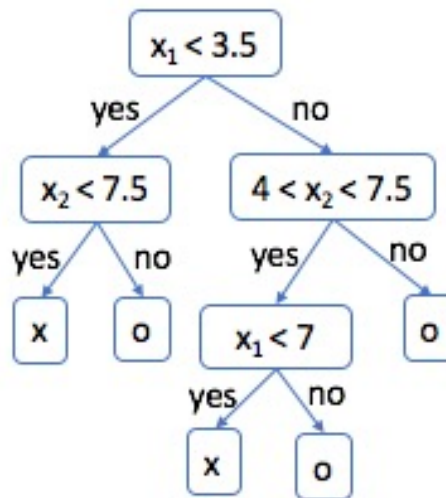 x₁ < 3.5
yes
no
x₂ < 7.5
4 < x₂ < 7.5
yes
no
yes
no
x
o
x₁ < 7
o
yes
no
x
o